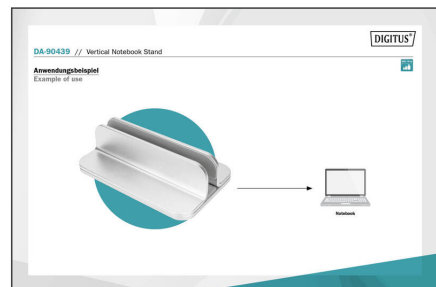 DIGITUS®
DA-90439 // Vertical Notebook Stand
Anwendungsbeispiel
Example of use
Notebook